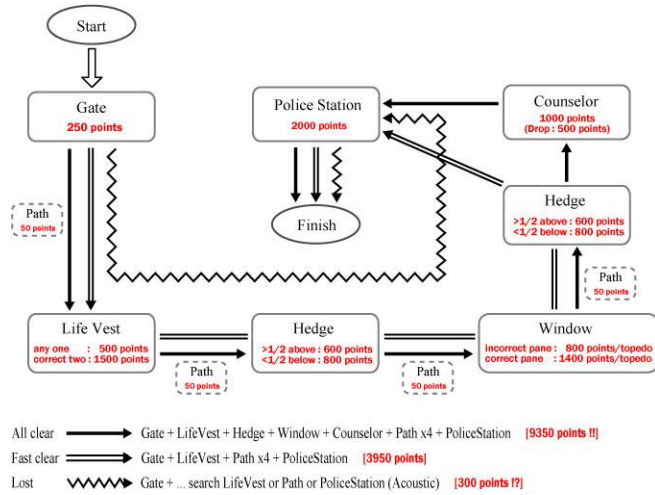 Start
Gate
250 points
Police Station
2000 points
Counselor
1000 points
(Drop : 500 points)
Path
50 points
Finish
Hedge
>1/2 above : 600 points
<1/2 below : 800 points
Path
50 points
Life Vest
any one : 500 points
correct two : 1500 points
Hedge
>1/2 above : 600 points
<1/2 below : 800 points
Window
incorrect pane : 800 points/topedo
correct pane : 1400 points/topedo
Path
50 points
Path
50 points
All clear Gate + LifeVest + Hedge + Window + Counselor + Path x4 + PoliceStation [9350 points !!]
Fast clear Gate + LifeVest + Path x4 + PoliceStation [3950 points]
Lost Gate + ... search LifeVest or Path or PoliceStation (Acoustic) [300 points !?]